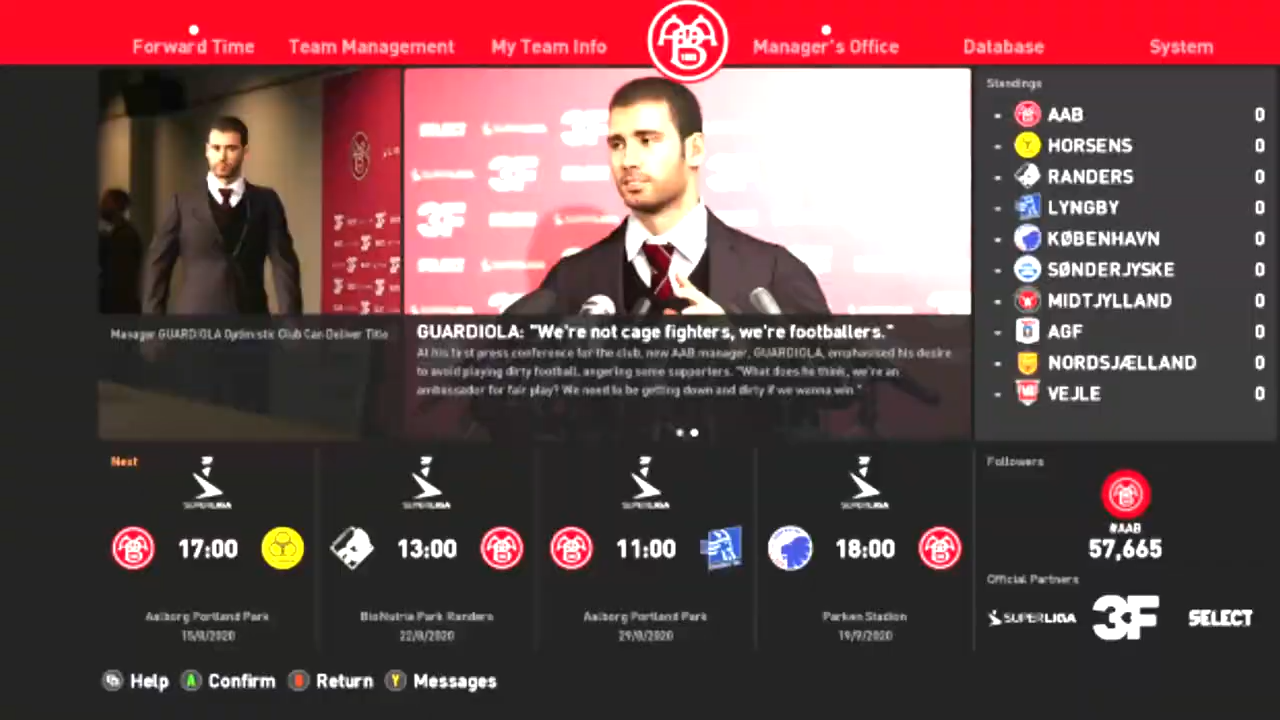 Forward Time
Team Management
My Team Info
Manager's Office
Database
System
Manager GUARDIOLA Optimistic Club Can Deliver Title
SELECT
3F
GUARDIOLA: "We're not cage fighters, we're footballers."
At his first press conference for the club, new AAB manager, GUARDIOLA, emphasised his desire
to avoid playing dirty football, angering some supporters. "What does he think, we're an
ambassador for fair play? We need to be getting down and dirty if we wanna win."
Standings
- AAB 0
- HORSENS 0
- RANDERS 0
- LYNGBY 0
- KØBENHAVN 0
- SØNDERJYSKE 0
- MIDTJYLLAND 0
- AGF 0
- NORDSJÆLLAND 0
- VEJLE 0
Next
SUPERLIGA
17:00
Aalborg Portland Park
15/8/2020
SUPERLIGA
13:00
BioNutria Park Randers
22/8/2020
SUPERLIGA
11:00
Aalborg Portland Park
29/8/2020
SUPERLIGA
18:00
Parken Stadion
19/9/2020
Followers
#AAB
57,665
Official Partners
SUPERLIGA
3F
SELECT
Help
A Confirm
Return
Y Messages